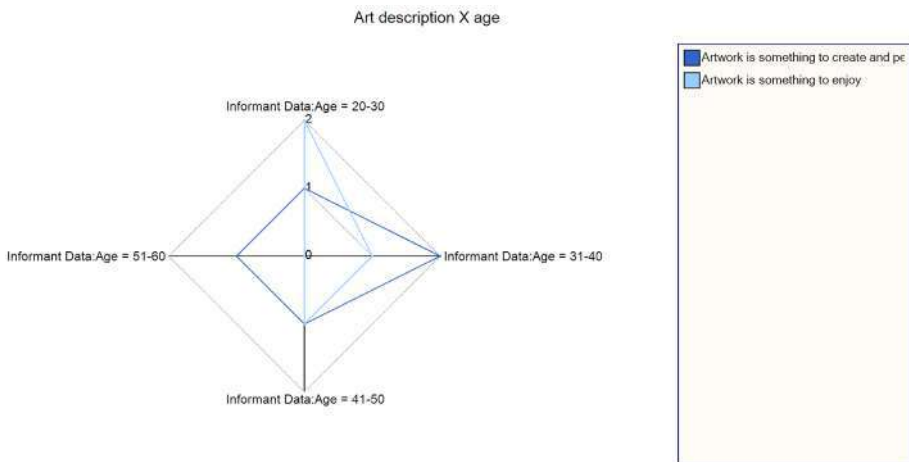 Art description X age
Artwork is something to create and pe
Artwork is something to enjoy
Informant Data:Age = 20-30
2
1
Informant Data:Age = 51-60
0
Informant Data:Age = 31-40
Informant Data:Age = 41-50